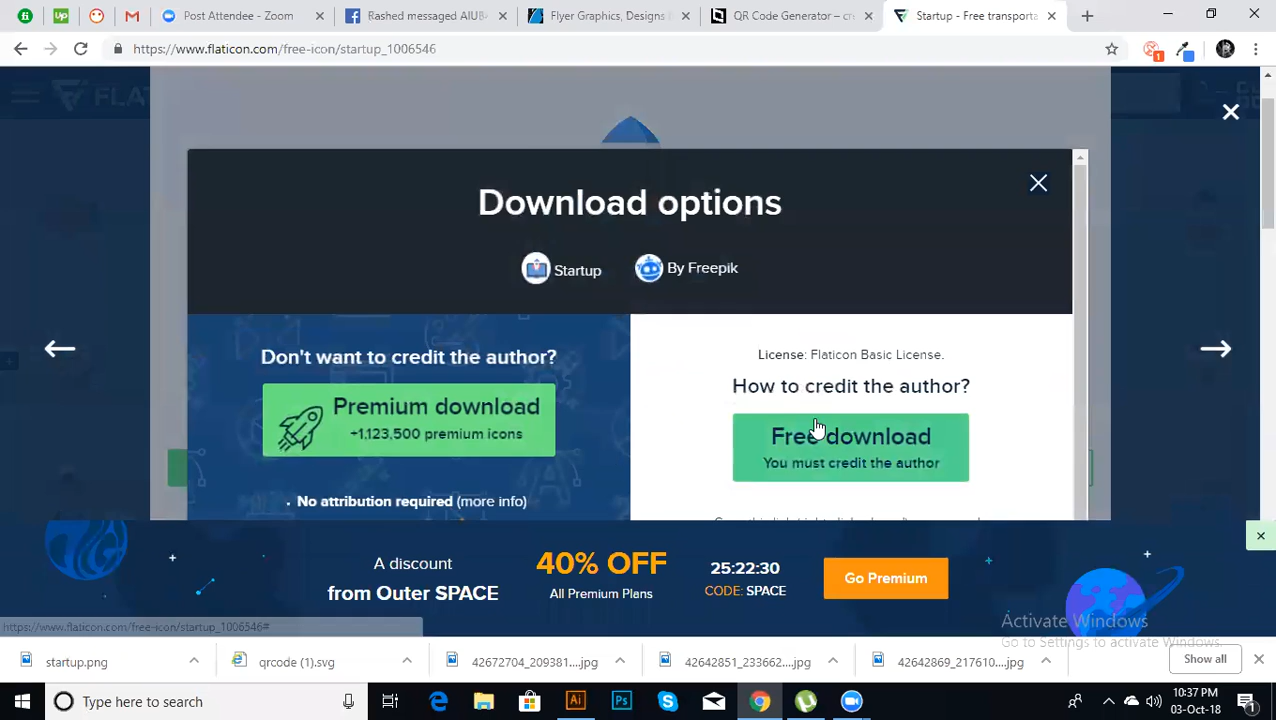 Post Attendee - Zoom
Rashed messaged AIUB
Flyer Graphics, Designs
QR Code Generator – cre
Startup - Free transporta
https://www.flaticon.com/free-icon/startup_1006546
1
Download options
Startup
By Freepik
Don't want to credit the author?
License: Flaticon Basic License.
How to credit the author?
Premium download
+1,123,500 premium icons
Free download
You must credit the author
No attribution required (more info)
A discount
from Outer SPACE
40% OFF
All Premium Plans
25:22:30
CODE: SPACE
Go Premium
Activate Windows
Go to Settings to activate Windows.
https://www.flaticon.com/free-icon/startup_1006546#
startup.png
qrcode (1).svg
42672704_209381....jpg
42642851_233662....jpg
42642869_217610....jpg
Show all
Type here to search
10:37 PM
03-Oct-18
1